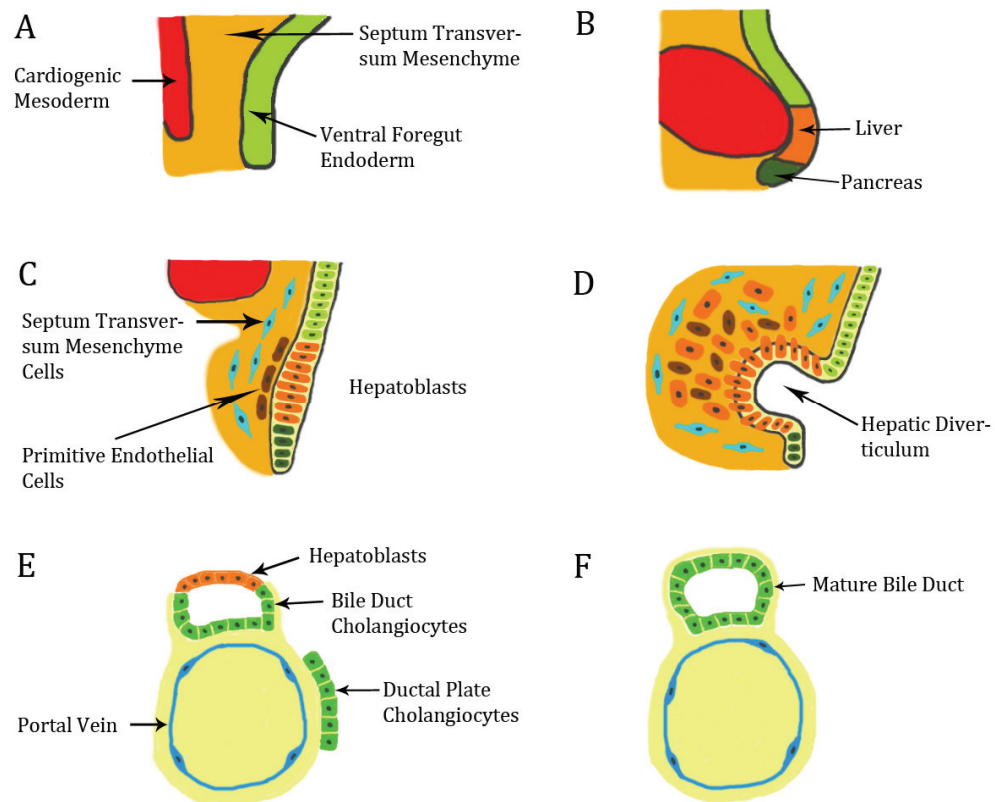 A
Septum Transver-
sum Mesenchyme
Cardiogenic
Mesoderm
Ventral Foregut
Endoderm
B
Liver
Pancreas
C
Septum Transver-
sum Mesenchyme
Cells
Hepatoblasts
Primitive Endothelial
Cells
D
Hepatic Diver-
ticulum
E
Hepatoblasts
Bile Duct
Cholangiocytes
Ductal Plate
Cholangiocytes
Portal Vein
F
Mature Bile Duct